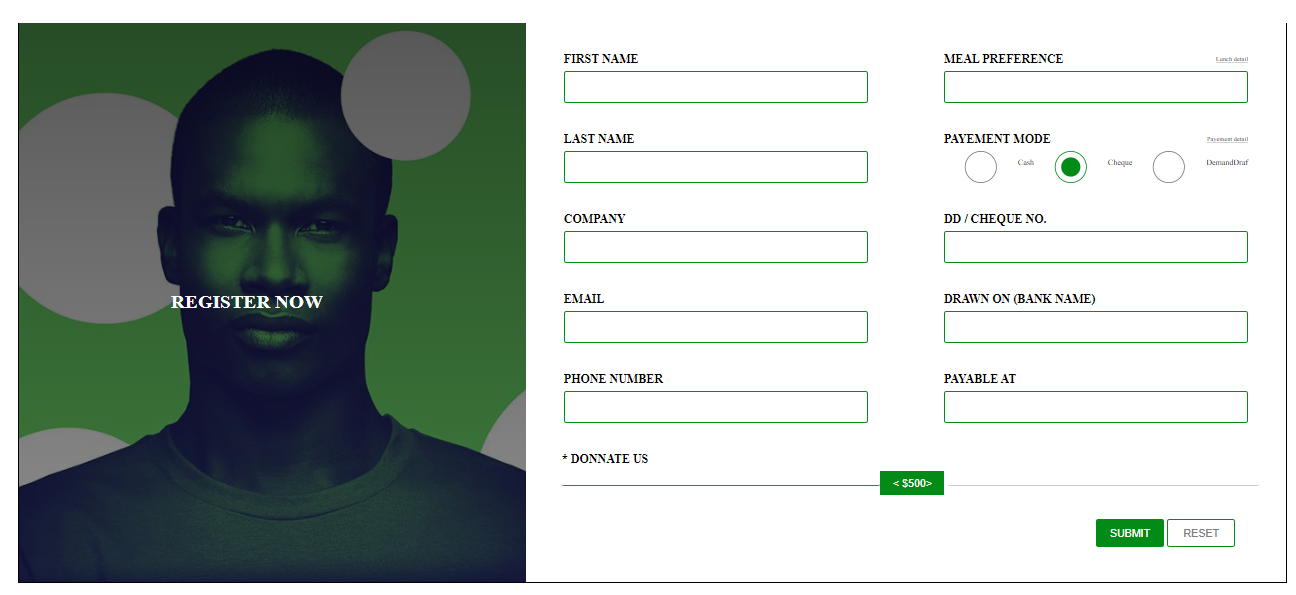 REGISTER NOW
FIRST NAME
LAST NAME
COMPANY
EMAIL
PHONE NUMBER
MEAL PREFERENCE
Lunch detail
PAYEMENT MODE
Payement detail
Cash
Cheque
DemandDraf
DD / CHEQUE NO.
DRAWN ON (BANK NAME)
PAYABLE AT
* DONNATE US
< $500>
SUBMIT
RESET